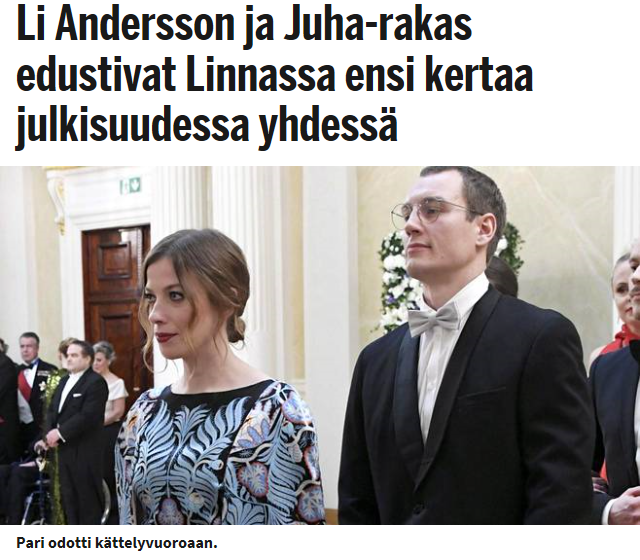 Li Andersson ja Juha-rakas
edustivat Linnassa ensi kertaa
julkisuudessa yhdessä
Pari odotti kättelyvuoroaan.